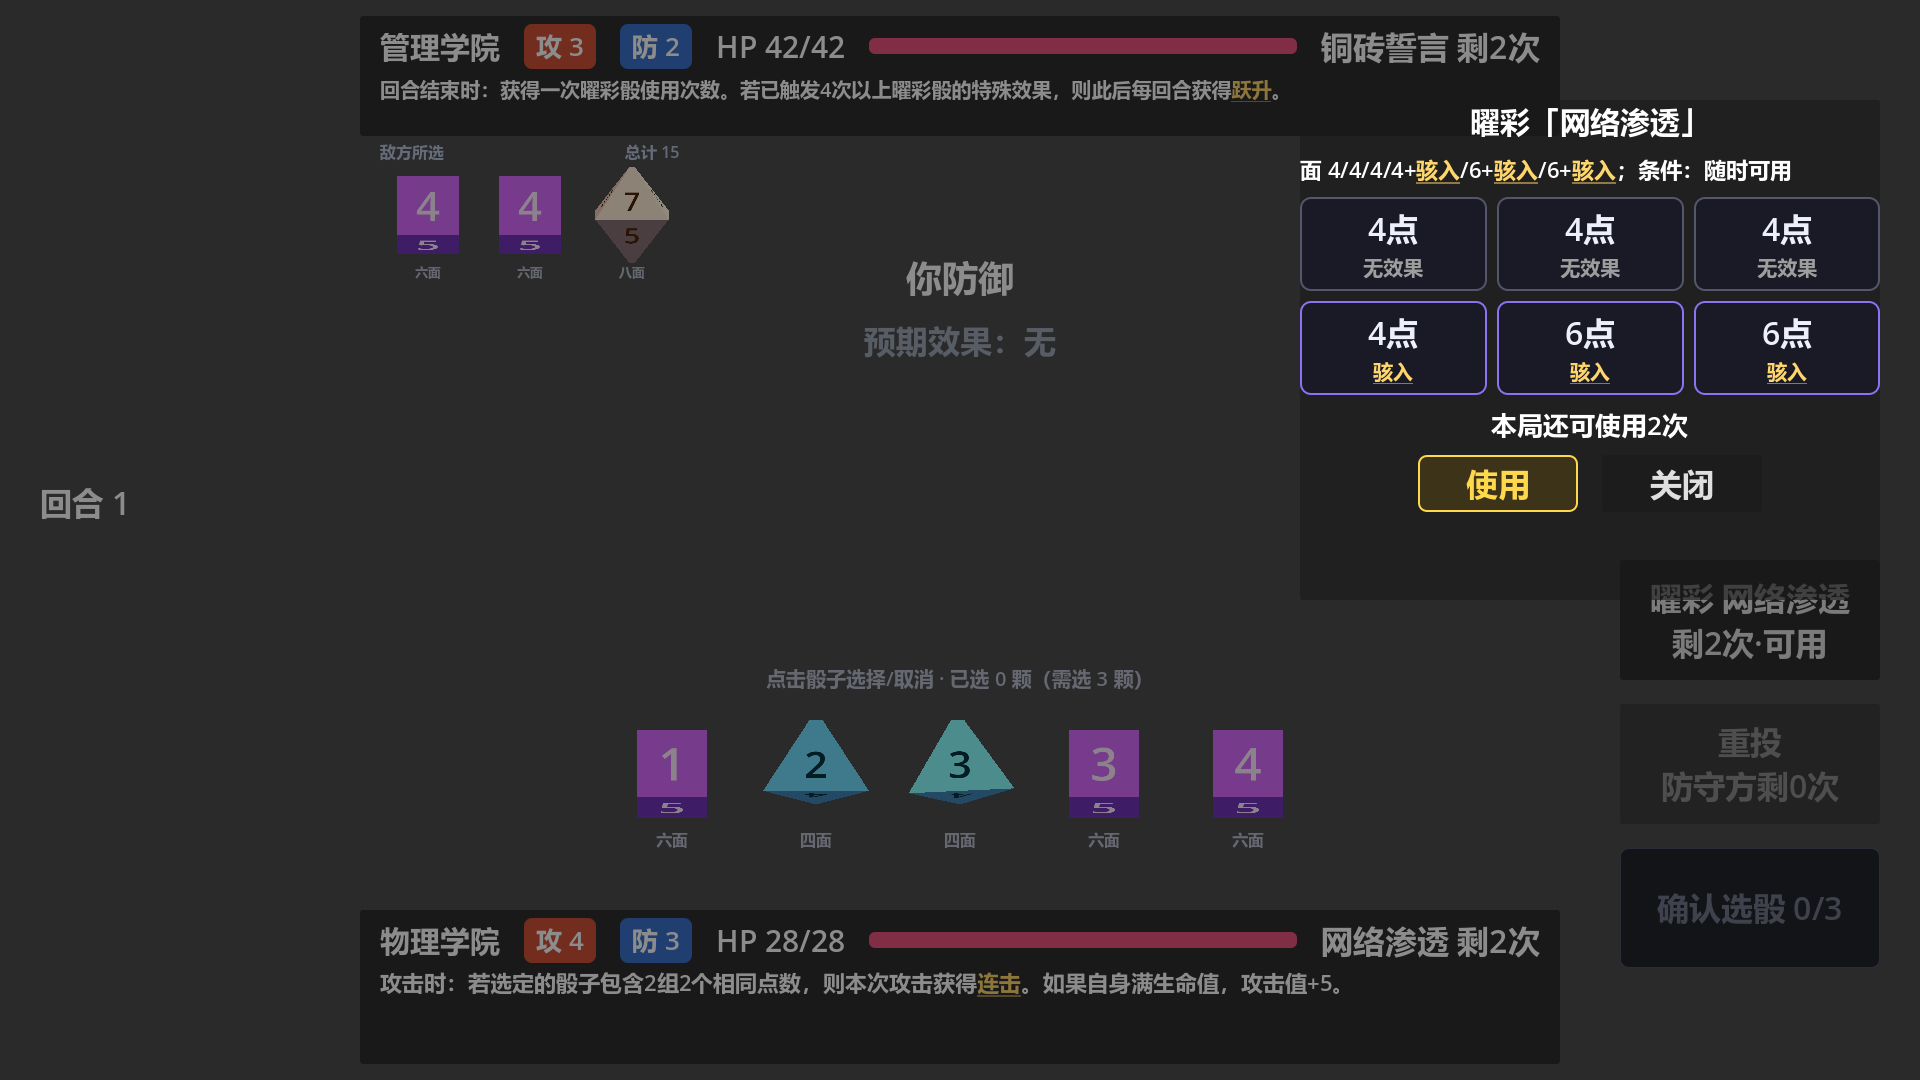 管理学院 攻 3 防 2 HP 42/42 铜砖誓言 剩2次
回合结束时：获得一次曜彩骰使用次数。若已触发4次以上曜彩骰的特殊效果，则此后每回合获得跃升。
敌方所选 总计 15
4 4 7
5 5 5
六面 六面 八面
你防御
预期效果：无
曜彩「网络渗透」
面 4/4/4/4+骇入/6+骇入/6+骇入；条件：随时可用
4点 4点 4点
无效果 无效果 无效果
4点 6点 6点
骇入 骇入 骇入
本局还可使用2次
使用 关闭
回合 1
曜彩 网络渗透
剩2次·可用
重投
防守方剩0次
确认选骰 0/3
点击骰子选择/取消 · 已选 0 颗（需选 3 颗）
1 2 3 3 4
5 4 4 5 5
六面 四面 四面 六面 六面
物理学院 攻 4 防 3 HP 28/28 网络渗透 剩2次
攻击时：若选定的骰子包含2组2个相同点数，则本次攻击获得连击。如果自身满生命值，攻击值+5。